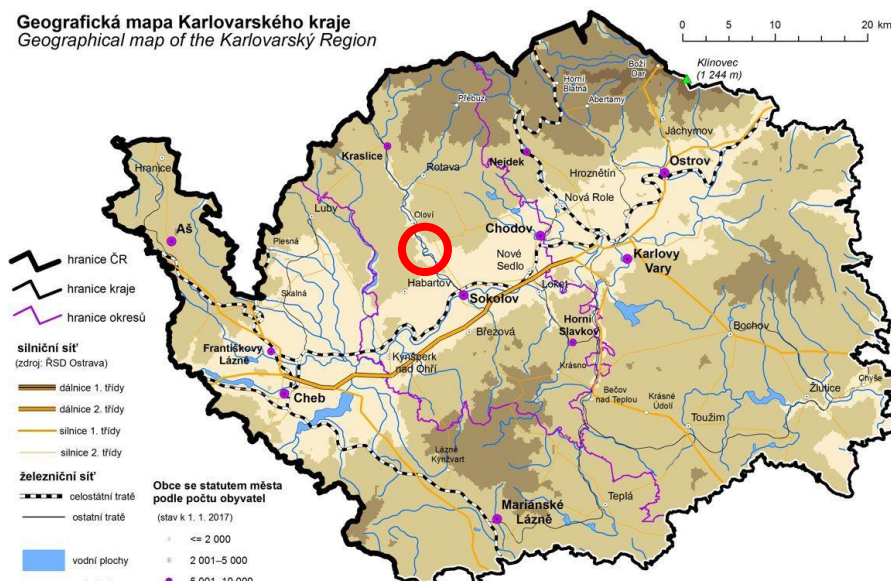 Geografická mapa Karlovarského kraje
Geographical map of the Karlovarský Region
0 5 10 20 km
Klínovec
(1 244 m)
Boží
Dar
Horní
Blatná
Abertamy
Přebuz
Jáchymov
Kraslice
Rotava
Nejdek
Hroznětín
Ostrov
Hranice
Luby
Oloví
Nová Role
Aš
Plesná
Chodov
Karlovy
Vary
Nové
Sedlo
Skalná
Habartov
Sokolov
Loket
Horní
Slavkov
Březová
Bochov
Františkovy
Lázně
Kynšperk
nad Ohří
Krásno
Cheb
Bečov
nad Teplou
Krásné
Údolí
Žlutice
Chyše
Toužim
Lázně
Kynžvart
Teplá
Mariánské
Lázně
hranice ČR
hranice kraje
hranice okresů
silniční síť
(zdroj: ŘSD Ostrava)
dálnice 1. třídy
dálnice 2. třídy
silnice 1. třídy
silnice 2. třídy
železniční síť
celostátní tratě
ostatní tratě
vodní plochy
Obce se statutem města
podle počtu obyvatel
(stav k 1. 1. 2017)
<= 2 000
2 001–5 000
5 001–10 000